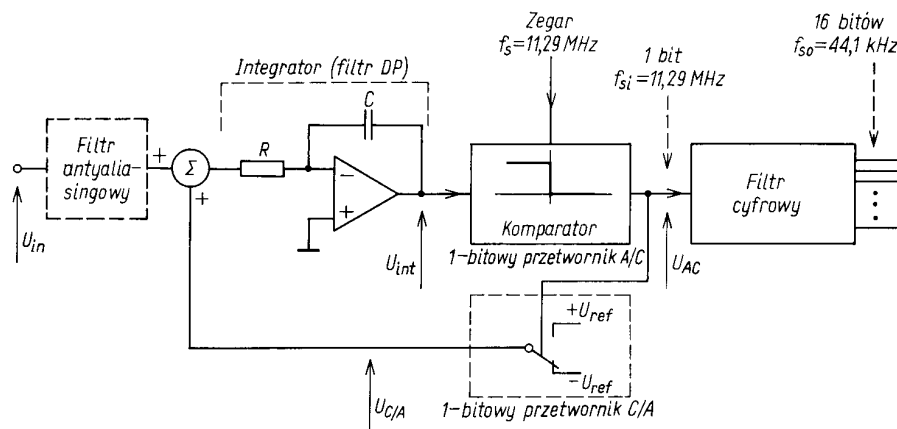 Zegar
f_s=11,29 MHz
16 bitów
f_so=44,1 kHz
1 bit
f_si=11,29 MHz
Integrator (filtr DP)
C
R
Filtr
antyalia-
singowy
+
Σ
+
−
+
U_in
U_int
Komparator
1-bitowy przetwornik A/C
U_AC
Filtr
cyfrowy
+U_ref
−U_ref
1-bitowy przetwornik C/A
U_C/A